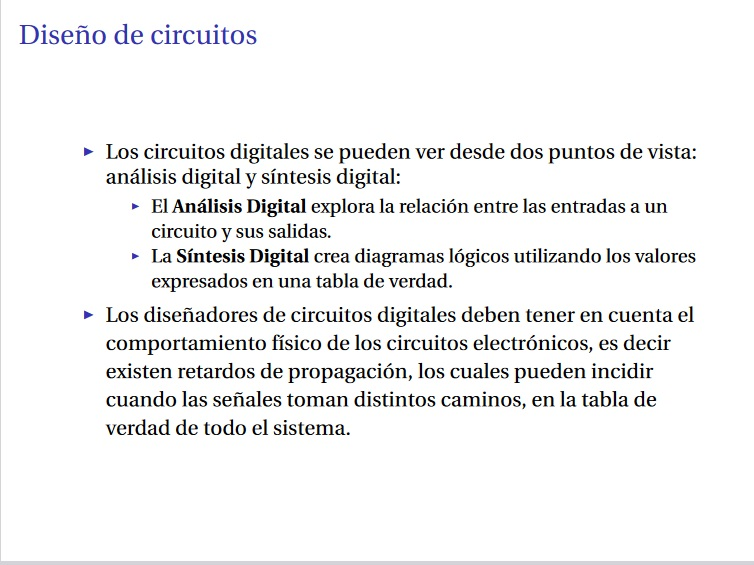 Diseño de circuitos
Los circuitos digitales se pueden ver desde dos puntos de vista:
análisis digital y síntesis digital:
El Análisis Digital explora la relación entre las entradas a un
circuito y sus salidas.
La Síntesis Digital crea diagramas lógicos utilizando los valores
expresados en una tabla de verdad.
Los diseñadores de circuitos digitales deben tener en cuenta el
comportamiento físico de los circuitos electrónicos, es decir
existen retardos de propagación, los cuales pueden incidir
cuando las señales toman distintos caminos, en la tabla de
verdad de todo el sistema.